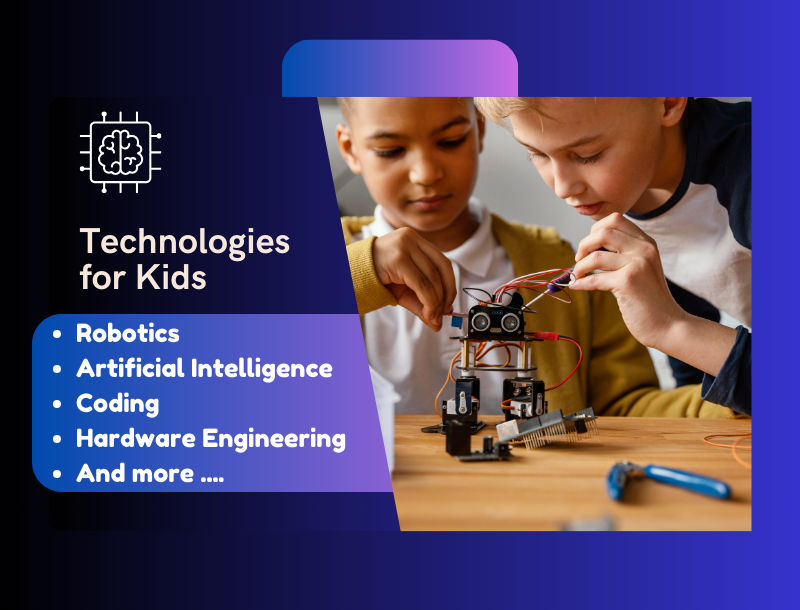 Technologies
for Kids
• Robotics
• Artificial Intelligence
• Coding
• Hardware Engineering
• And more ....